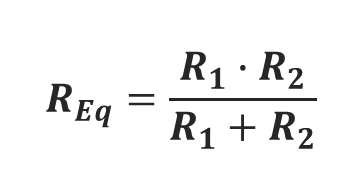 R_Eq = (R_1 · R_2) / (R_1 + R_2)